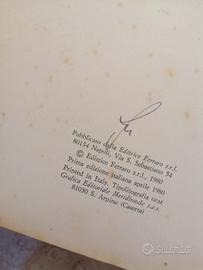 Pubblicato dalla Editrice Ferraro s.r.l.
80134 Napoli, Via S. Sebastiano 54
© Editrice Ferraro s.r.l., 1980
Prima edizione italiana aprile 1980
Printed in Italy. Tipolitografia
Grafica Editoriale Meridionale s.a.s.
81030 S. Arpino (Caserta)
subito